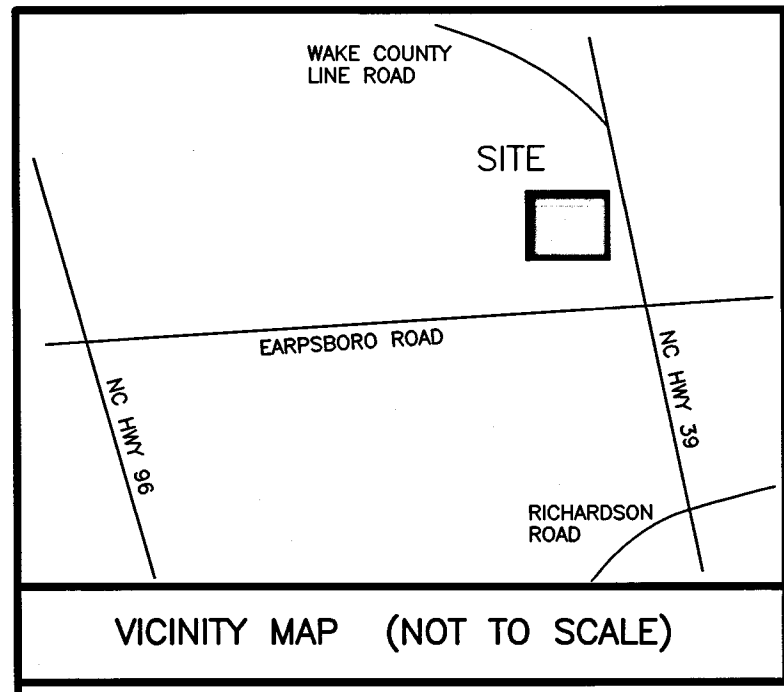 WAKE COUNTY
LINE ROAD
SITE
EARPSBORO ROAD
NC HWY 96
NC HWY 39
RICHARDSON
ROAD
VICINITY MAP (NOT TO SCALE)